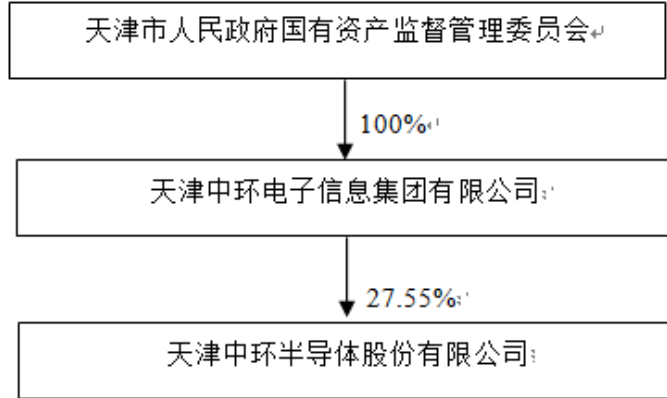 天津市人民政府国有资产监督管理委员会
100%
天津中环电子信息集团有限公司
27.55%
天津中环半导体股份有限公司